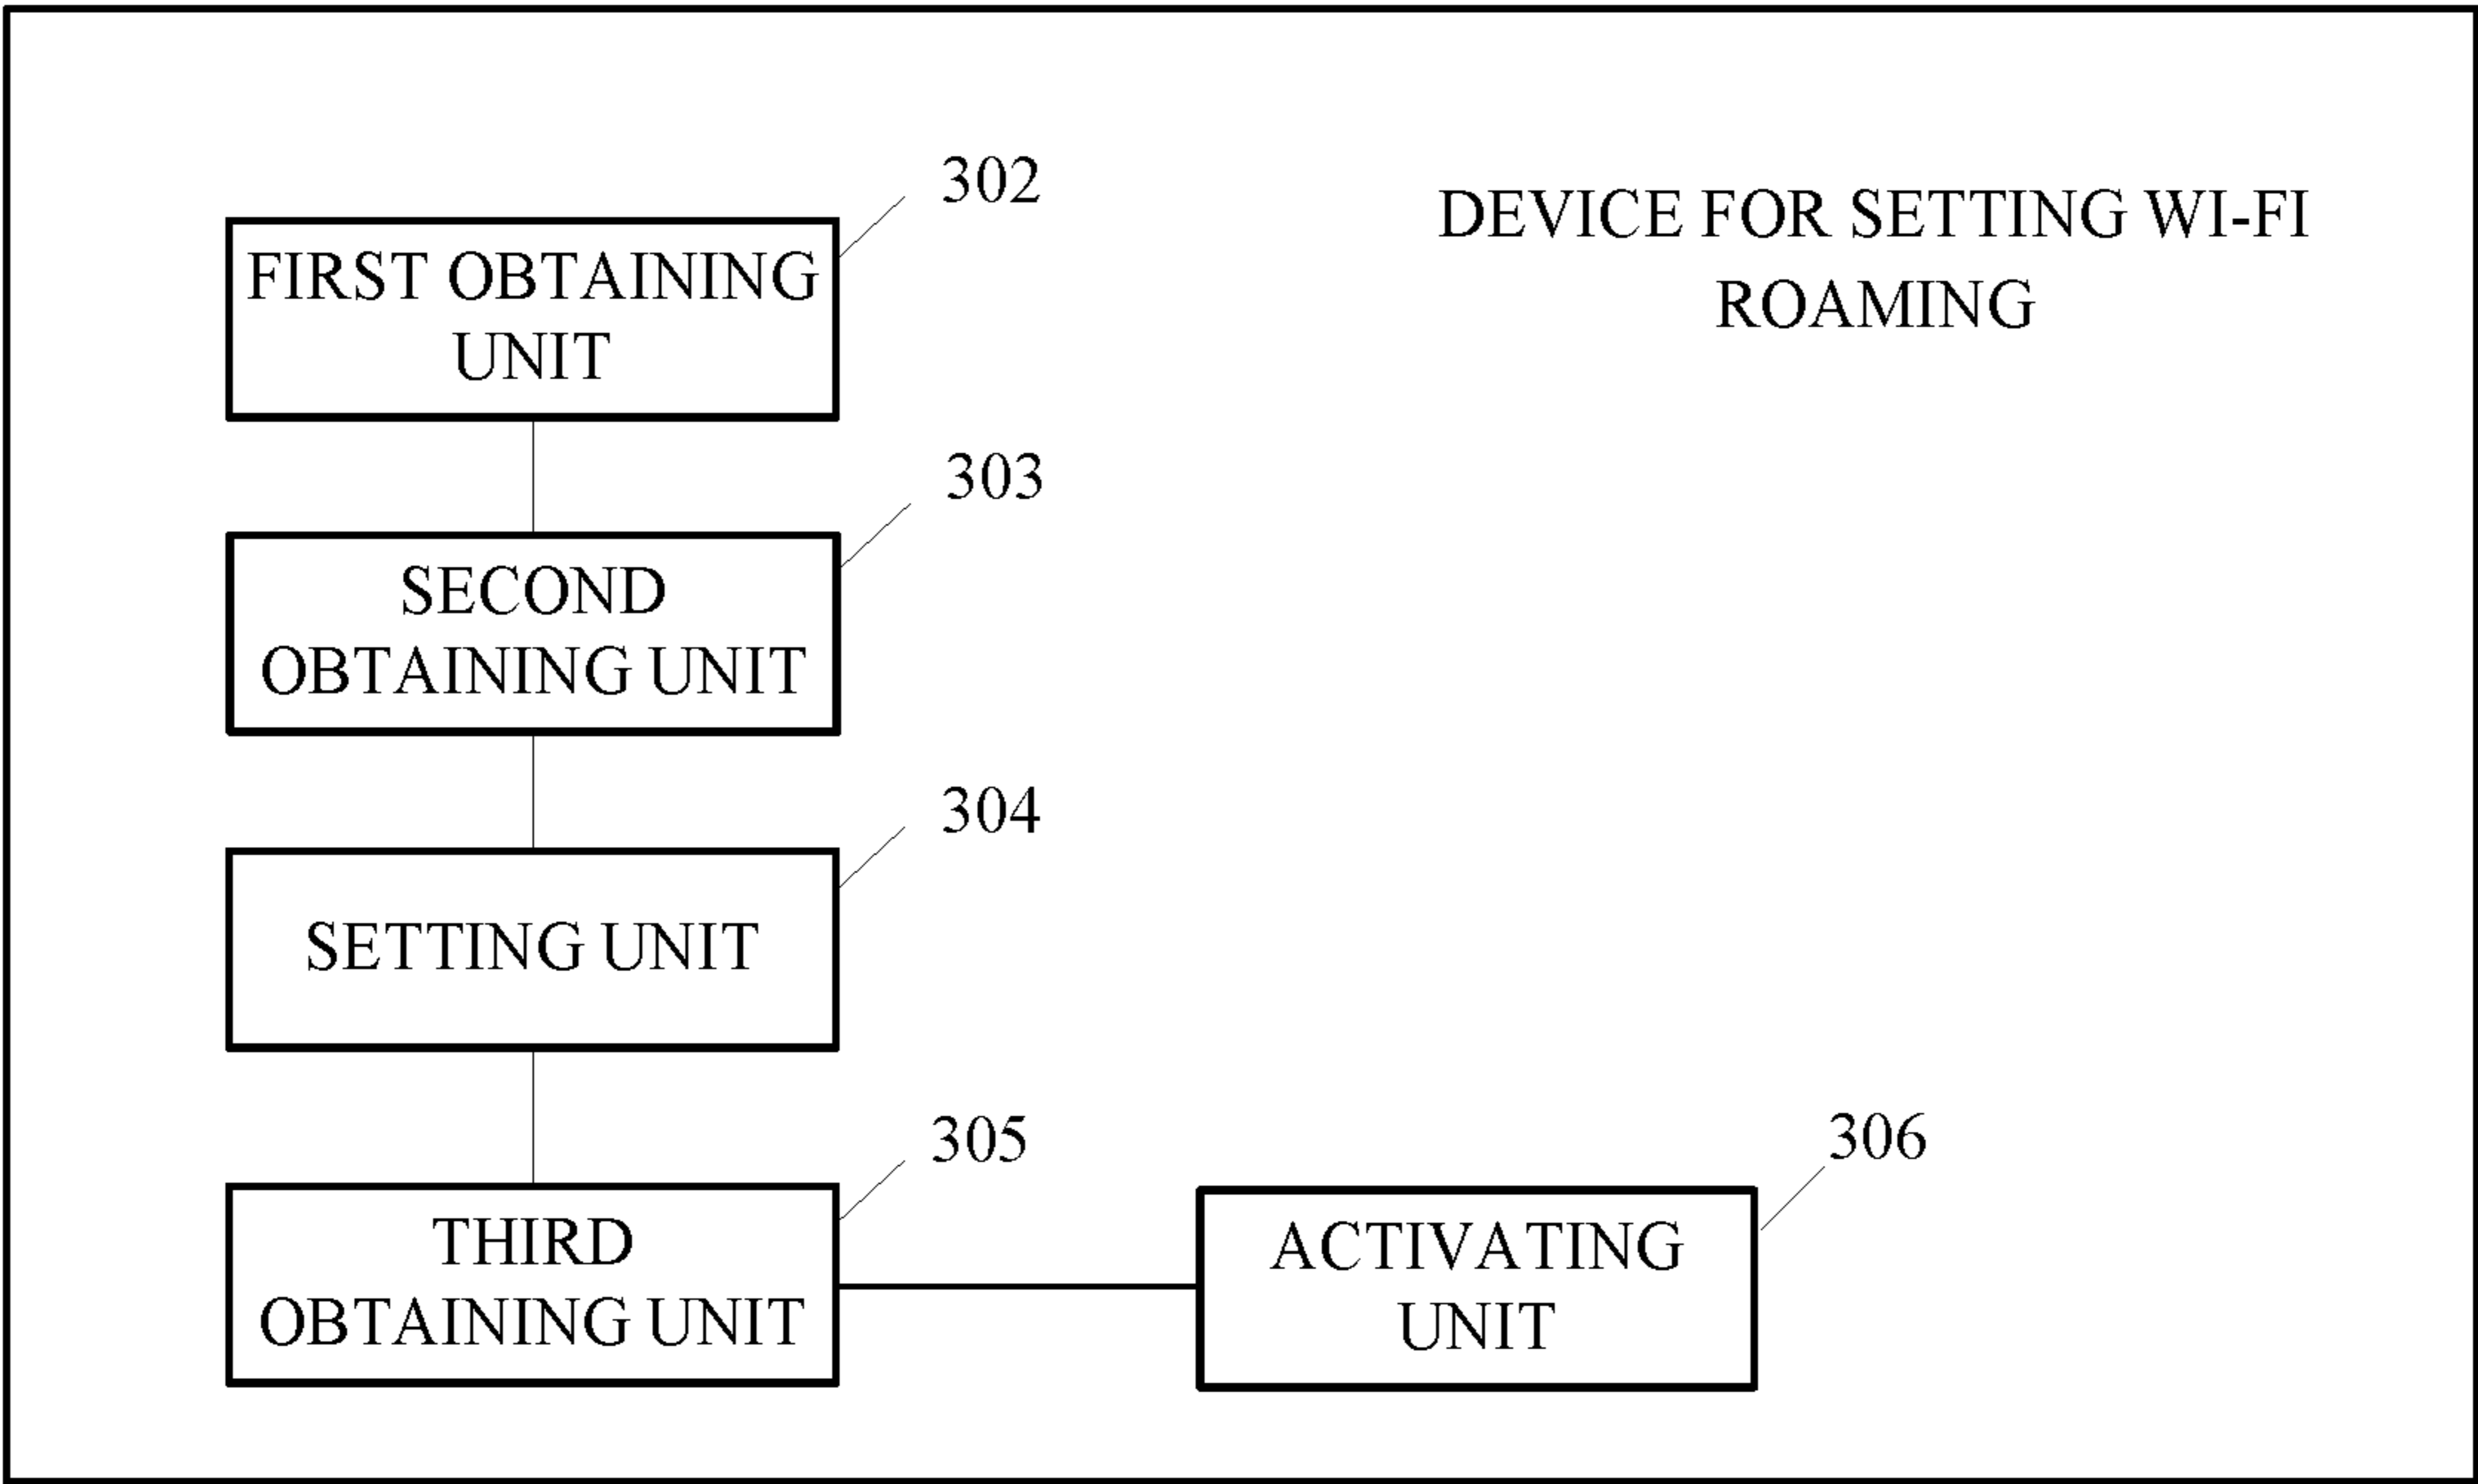 302
DEVICE FOR SETTING WI-FI
ROAMING
FIRST OBTAINING
UNIT
303
SECOND
OBTAINING UNIT
304
SETTING UNIT
305
306
THIRD
OBTAINING UNIT
ACTIVATING
UNIT